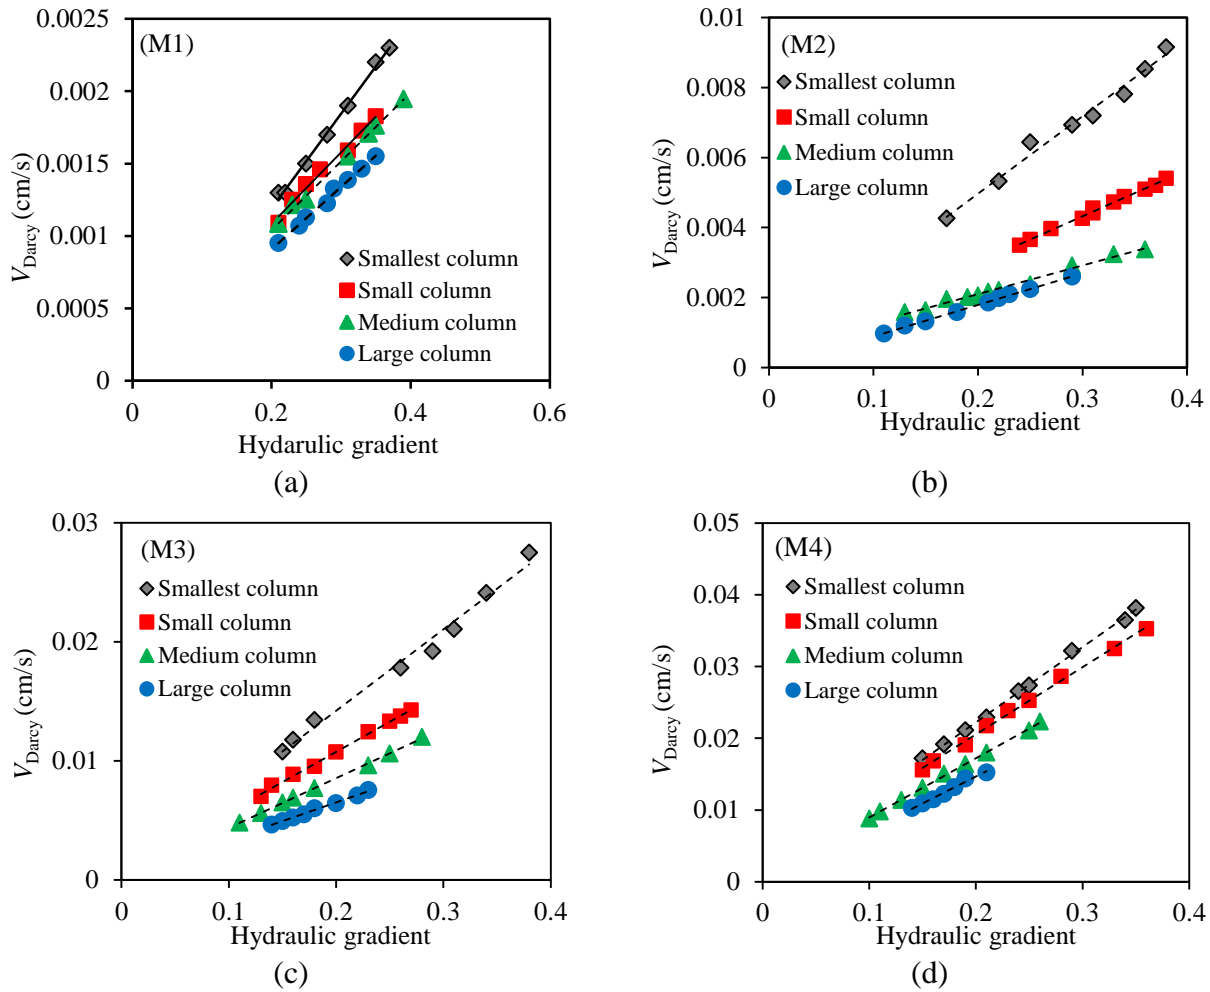 (M1)
0.0025
0.002
0.0015
0.001
0.0005
0
V_Darcy (cm/s)
Smallest column
Small column
Medium column
Large column
0
0.2
0.4
0.6
Hydarulic gradient
(a)
(M2)
0.01
0.008
0.006
0.004
0.002
0
V_Darcy (cm/s)
Smallest column
Small column
Medium column
Large column
0
0.1
0.2
0.3
0.4
Hydraulic gradient
(b)
(M3)
0.03
0.02
0.01
0
V_Darcy (cm/s)
Smallest column
Small column
Medium column
Large column
0
0.1
0.2
0.3
0.4
Hydraulic gradient
(c)
(M4)
0.05
0.04
0.03
0.02
0.01
0
V_Darcy (cm/s)
Smallest column
Small column
Medium column
Large column
0
0.1
0.2
0.3
0.4
Hydraulic gradient
(d)